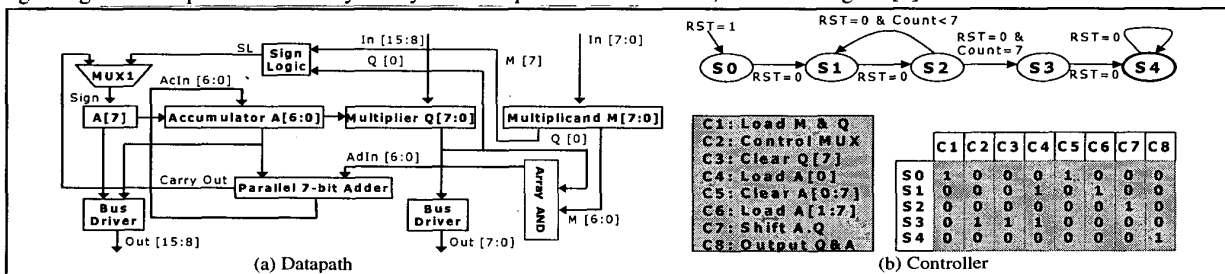 SL
Sign
Logic
In [15:8]
In [7:0]
Q [0]
M [7]
MUX1
AcIn [6:0]
Sign
A[7]
Accumulator A[6:0]
Multiplier Q[7:0]
Multiplicand M[7:0]
Q [0]
AdIn [6:0]
Carry Out
Parallel 7-bit Adder
Array AND
M [6:0]
Bus
Driver
Bus
Driver
Out [15:8]
Out [7:0]
(a) Datapath
RST=1
RST=0 & Count<7
RST=0 &
Count=7
RST=0
S0
S1
S2
S3
S4
RST=0
RST=0
RST=0
C1: Load M & Q
C2: Control MUX
C3: Clear Q[7]
C4: Load A[0]
C5: Clear A[0:7]
C6: Load A[1:7]
C7: Shift A.Q
C8: Output Q&A
C1 C2 C3 C4 C5 C6 C7 C8
S0 1 0 0 0 1 0 0 0
S1 0 0 0 1 0 1 0 0
S2 0 0 0 0 0 0 1 0
S3 0 1 1 1 0 0 0 0
S4 0 0 0 0 0 0 0 1
(b) Controller